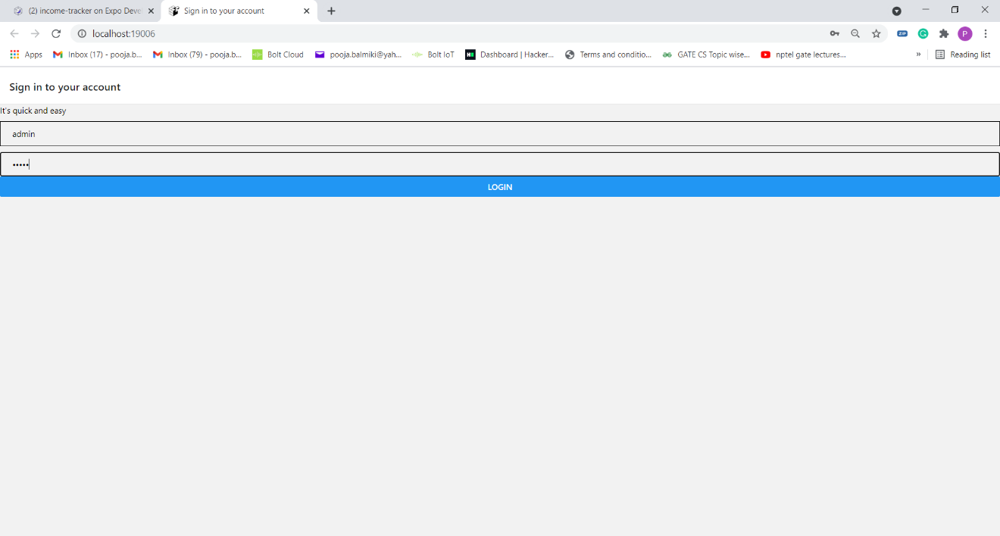 (2) income-tracker on Expo Deve
Sign in to your account
localhost:19006
ZIP
G
P
Apps
Inbox (17) - pooja.b...
Inbox (79) - pooja.b...
Bolt Cloud
pooja.balmiki@yah...
Bolt IoT
Dashboard | Hacker...
Terms and conditio...
GATE CS Topic wise...
nptel gate lectures...
»
Reading list
Sign in to your account
It's quick and easy
admin
•••••
LOGIN